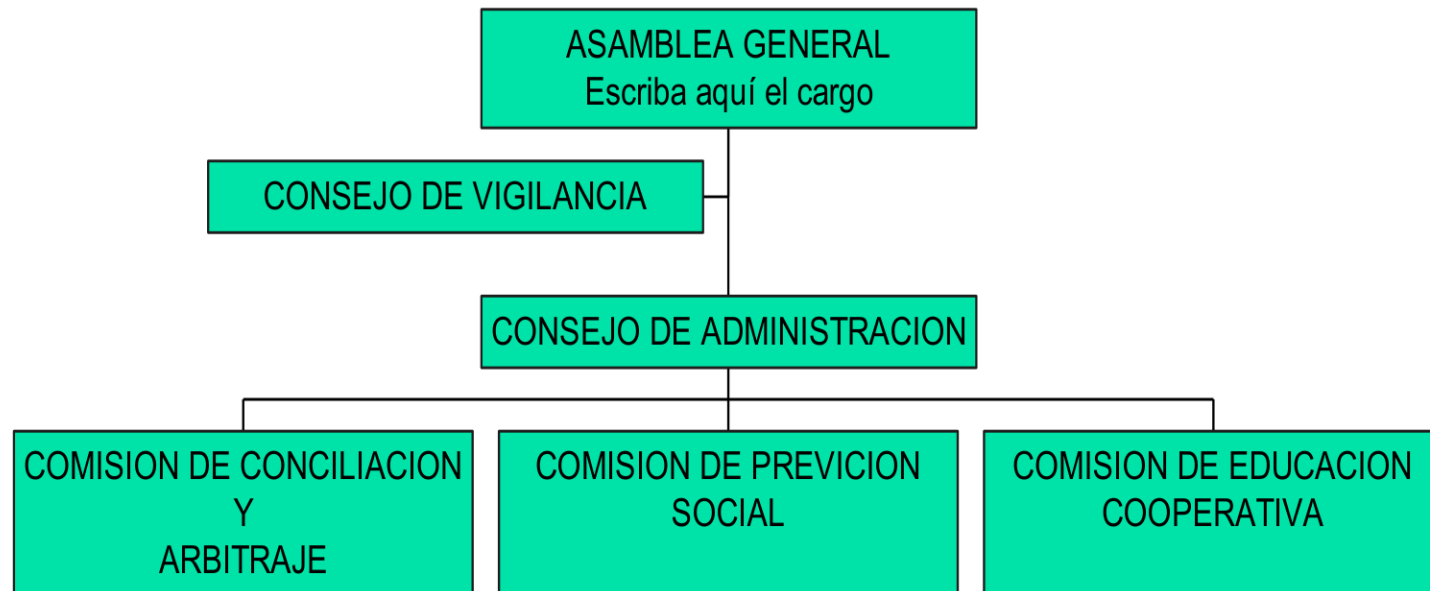 ASAMBLEA GENERAL
Escriba aquí el cargo
CONSEJO DE VIGILANCIA
CONSEJO DE ADMINISTRACION
COMISION DE CONCILIACION
Y
ARBITRAJE
COMISION DE PREVICION
SOCIAL
COMISION DE EDUCACION
COOPERATIVA